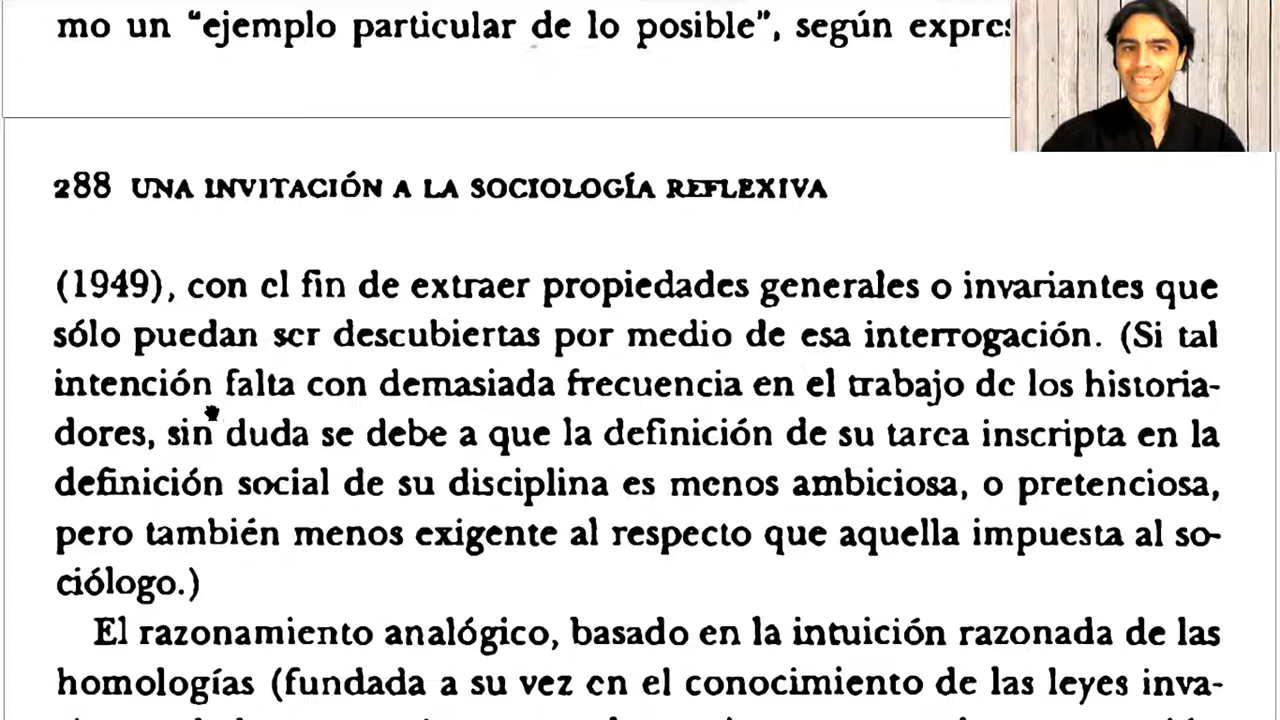 mo un “ejemplo particular de lo posible”, según
288 UNA INVITACIÓN A LA SOCIOLOGÍA REFLEXIVA
(1949), con el fin de extraer propiedades generales o invariantes que
sólo puedan ser descubiertas por medio de esa interrogación. (Si tal
intención falta con demasiada frecuencia en el trabajo de los historia-
dores, sin duda se debe a que la definición de su tarea inscripta en la
definición social de su disciplina es menos ambiciosa, o pretenciosa,
pero también menos exigente al respecto que aquella impuesta al so-
ciólogo.)
El razonamiento analógico, basado en la intuición razonada de las
homologías (fundada a su vez en el conocimiento de las leyes inva-